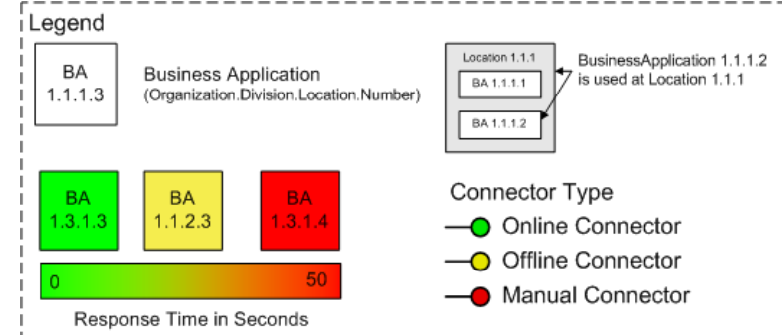 Legend
BA
1.1.1.3
Business Application
(Organization.Division.Location.Number)
Location 1.1.1
BA 1.1.1.1
BA 1.1.1.2
BusinessApplication 1.1.1.2
is used at Location 1.1.1
BA
1.3.1.3
BA
1.1.2.3
BA
1.3.1.4
0
50
Response Time in Seconds
Connector Type
Online Connector
Offline Connector
Manual Connector